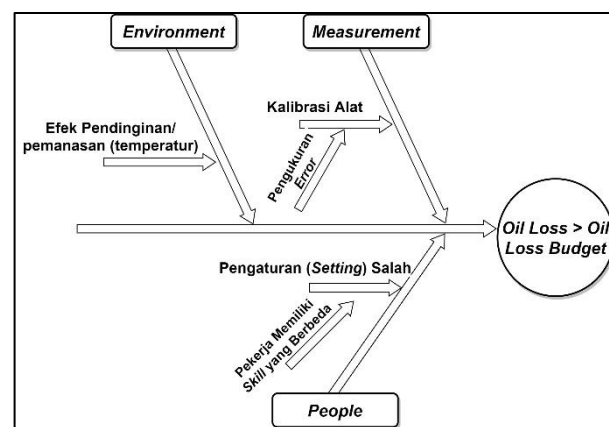 Environment
Measurement
Kalibrasi Alat
Efek Pendinginan/
pemanasan (temperatur)
Pengukuran
Error
Oil Loss > Oil
Loss Budget
Pengaturan (Setting) Salah
Pekerja Memiliki
Skill yang Berbeda
People